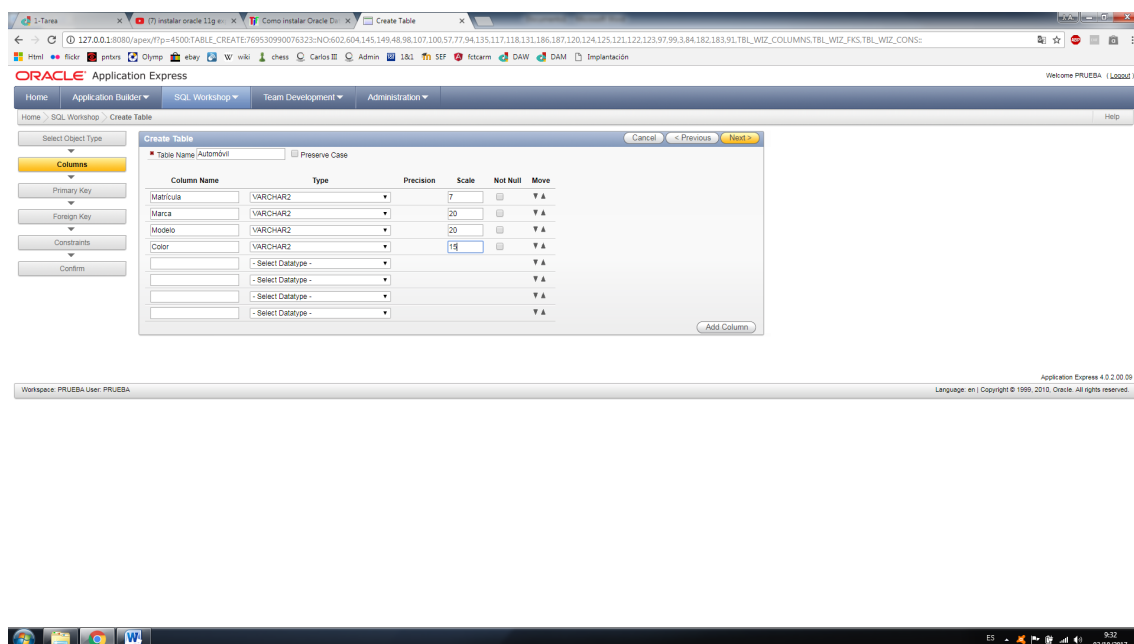 1-Tarea
(7) instalar oracle 11g e
Como instalar Oracle Da
Create Table
127.0.0.1:8080/apex/f?p=4500:TABLE_CREATE:769530990076323::NO:602.604,145,149,48,98,107,100,57,77,94,135,117,118,131,186,187,120,124,125,121,122,123,97,99,3,84,182,183,91,TBL_WIZ_COLUMNS,TBL_WIZ_FKS,TBL_WIZ_CONS:
Html flickr pntxrs Olymp ebay W wiki chess CarlosIII Admin 1&1 SEF fctcarm DAW DAM Implantación
ORACLE Application Express
Welcome PRUEBA (Logout)
Home Application Builder SQL Workshop Team Development Administration
Home SQL Workshop Create Table Help
Select Object Type
Columns
Primary Key
Foreign Key
Constraints
Confirm
Create Table Cancel < Previous Next >
Table Name Automóvil Preserve Case
Column Name Type Precision Scale Not Null Move
Matrícula VARCHAR2 7
Marca VARCHAR2 20
Modelo VARCHAR2 20
Color VARCHAR2 15
- Select Datatype -
- Select Datatype -
- Select Datatype -
- Select Datatype -
Add Column
Application Express 4.0.2.00.09
Workspace: PRUEBA User: PRUEBA
Language: en | Copyright © 1999, 2010, Oracle. All rights reserved.
ES 9:32